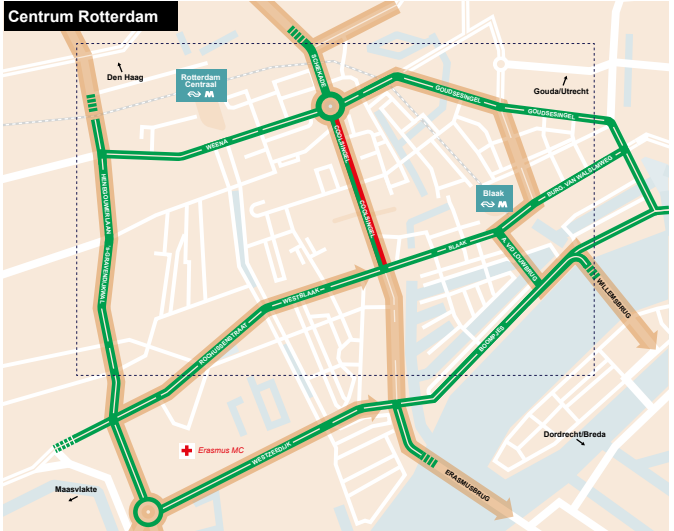 Centrum Rotterdam
Den Haag
Rotterdam
Centraal
M
SCHIEKADE
Gouda/Utrecht
GOUDSESINGEL
GOUDSESINGEL
WEENA
COOLSINGEL
COOLSINGEL
BURG VAN WALSUMWEG
Blaak
M
HENEGOUWERLAAN
'S-GRAVENDIJKWAL
BLAAK
WESTBLAAK
WILLEMSBRUG
ROCHUSSENSTRAAT
BOOMPJES
Erasmus MC
WESTZEEDIJK
Dordrecht/Breda
ERASMUSBRUG
Maasvlakte